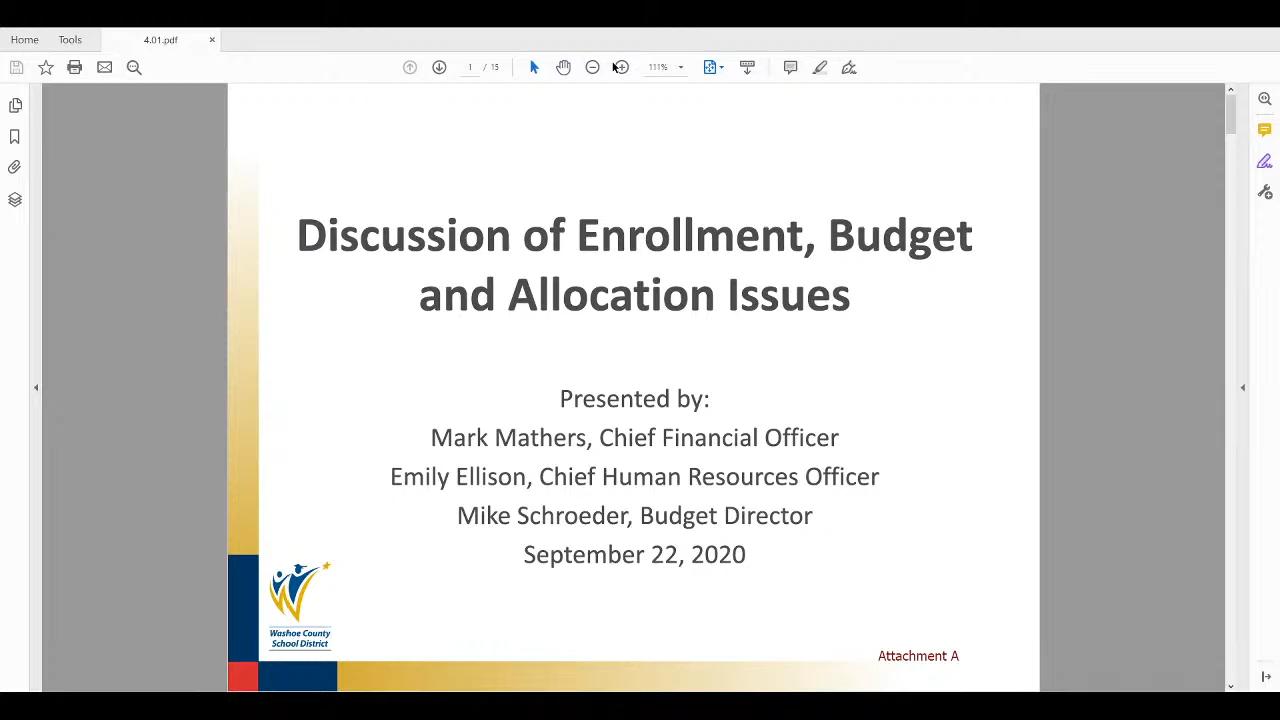 Home Tools 4.01.pdf ×
1 / 15 111%
Discussion of Enrollment, Budget
and Allocation Issues
Presented by:
Mark Mathers, Chief Financial Officer
Emily Ellison, Chief Human Resources Officer
Mike Schroeder, Budget Director
September 22, 2020
Washoe County
School District
Attachment A